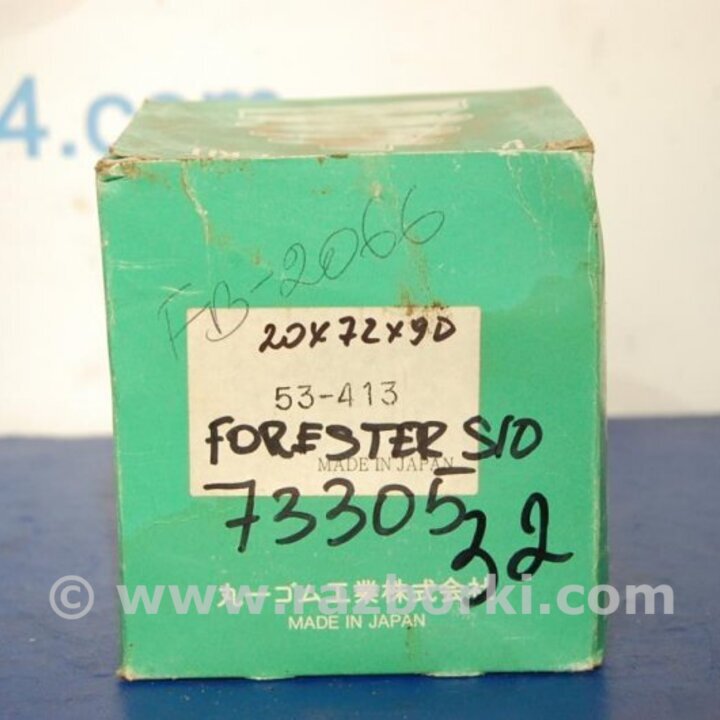 4.com
FB-2066
20X72X90
53-413
FORESTER S10
MADE IN JAPAN
73305
32
© www.razborki.com
丸一ゴム工業株式会社
MADE IN JAPAN